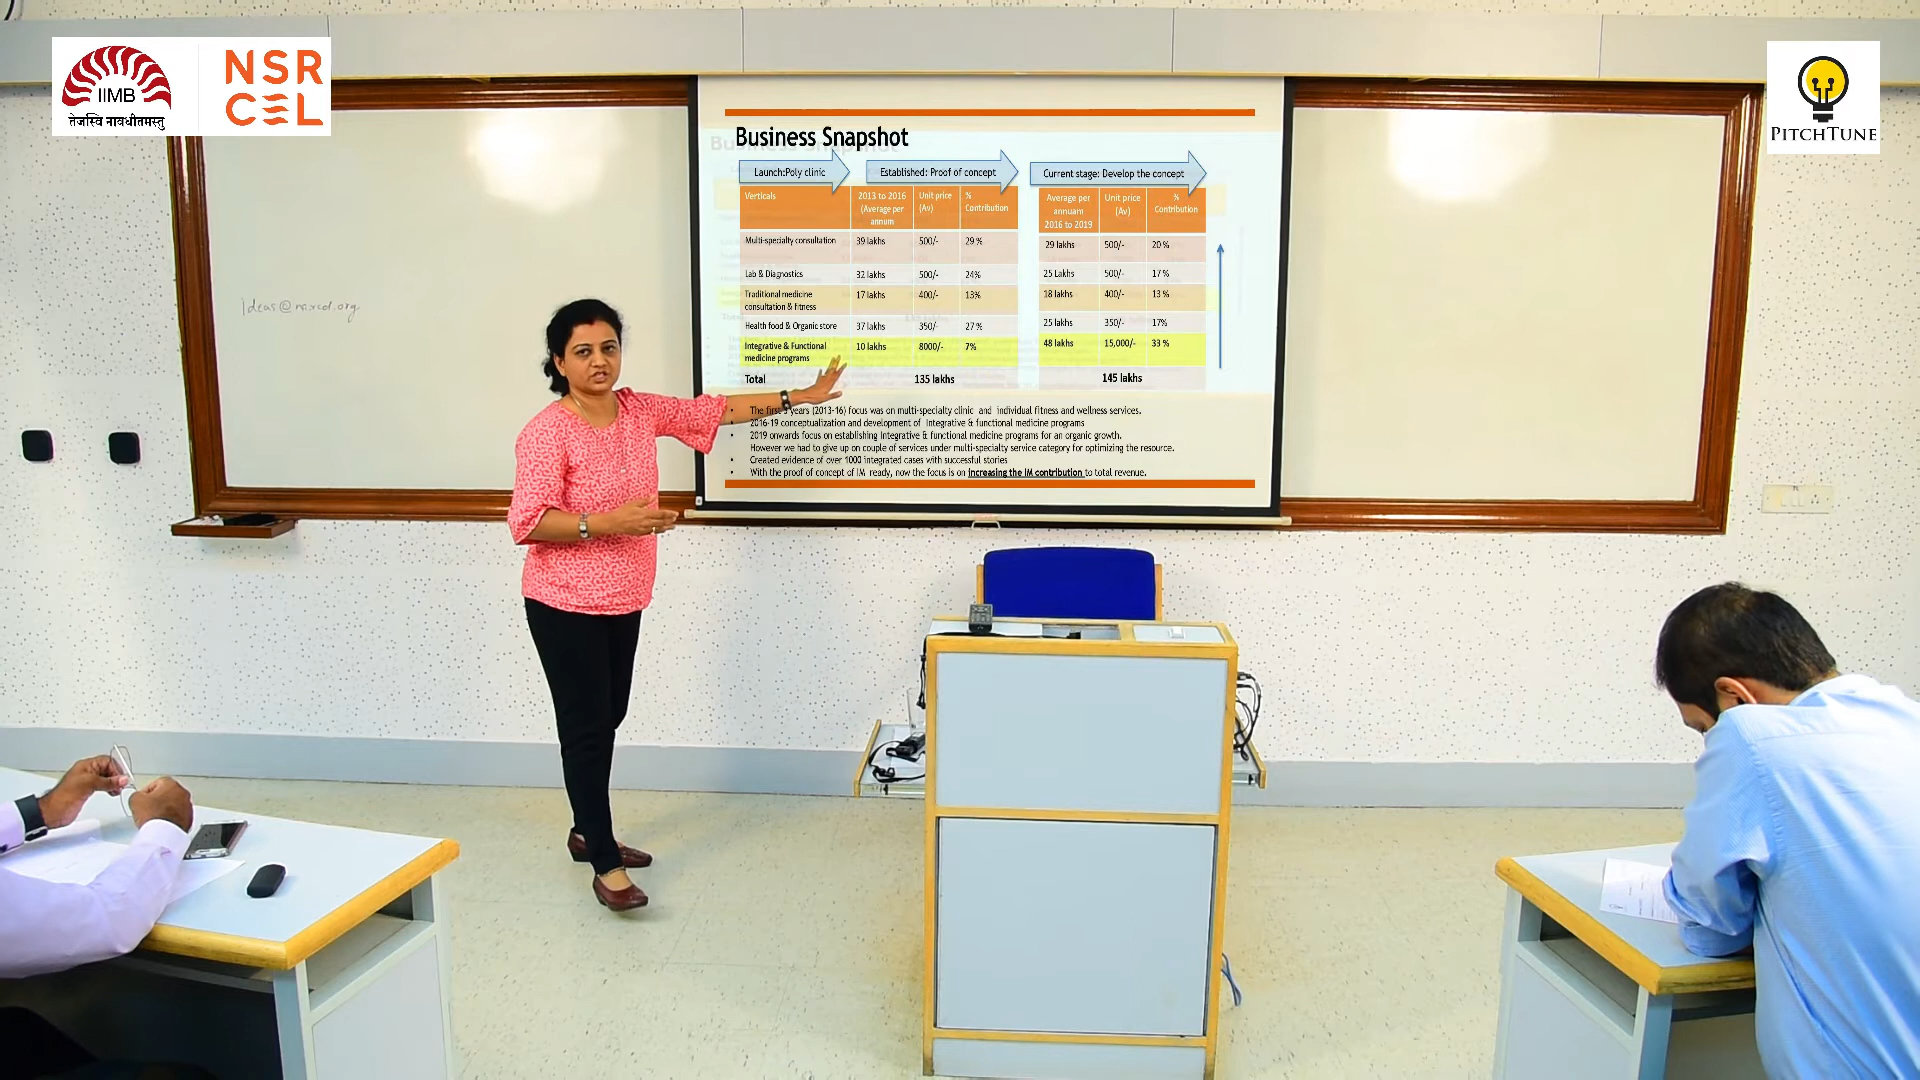 IIMB
तेजस्वि नावधीतमस्तु
NSR
CEL
PITCHTUNE
Ideas@nsrcel.org
Business Snapshot
Launch:Poly clinic
Established: Proof of concept
Current stage: Develop the concept
Verticals 2013 to 2016 (Average per annum Unit price (Av) % Contribution
Average per annuam 2016 to 2019 Unit price (Av) % Contribution
Multi-specialty consultation 39 lakhs 500/- 29 % 29 lakhs 500/- 20 %
Lab & Diagnostics 32 lakhs 500/- 24% 25 Lakhs 500/- 17 %
Traditional medicine consultation & fitness 17 lakhs 400/- 13% 18 lakhs 400/- 13 %
Health food & Organic store 37 lakhs 350/- 27 % 25 lakhs 350/- 17%
Integrative & Functional medicine programs 10 lakhs 8000/- 7% 48 lakhs 15,000/- 33 %
Total 135 lakhs 145 lakhs
• The first 3 years (2013-16) focus was on multi-specialty clinic and individual fitness and wellness services.
• 2016-19 conceptualization and development of Integrative & functional medicine programs
• 2019 onwards focus on establishing Integrative & functional medicine programs for an organic growth.
However we had to give up on couple of services under multi-specialty service category for optimizing the resource.
• Created evidence of over 1000 integrated cases with successful stories
• With the proof of concept of IM ready, now the focus is on increasing the IM contribution to total revenue.